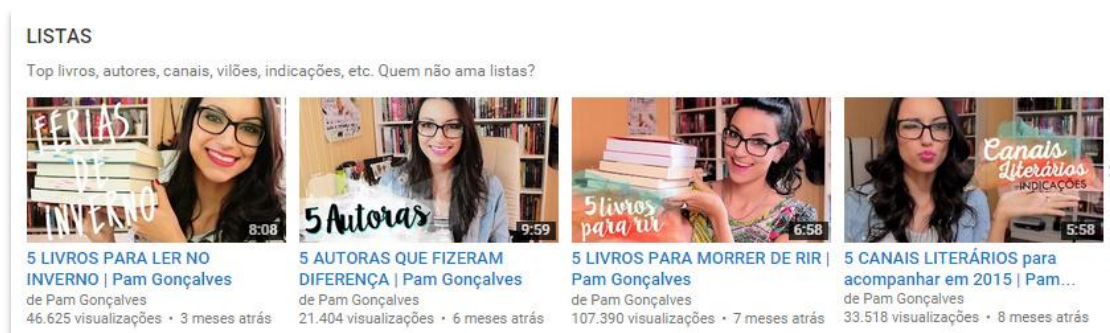 LISTAS
Top livros, autores, canais, vilões, indicações, etc. Quem não ama listas?
FÉRIAS
DE
INVERNO
8:08
5 Autoras
9:59
5 livros
para rir
6:58
Canais
Literários
INDICAÇÕES
5:58
5 LIVROS PARA LER NO
INVERNO | Pam Gonçalves
de Pam Gonçalves
46.625 visualizações • 3 meses atrás
5 AUTORAS QUE FIZERAM
DIFERENÇA | Pam Gonçalves
de Pam Gonçalves
21.404 visualizações • 6 meses atrás
5 LIVROS PARA MORRER DE RIR |
Pam Gonçalves
de Pam Gonçalves
107.390 visualizações • 7 meses atrás
5 CANAIS LITERÁRIOS para
acompanhar em 2015 | Pam...
de Pam Gonçalves
33.518 visualizações • 8 meses atrás